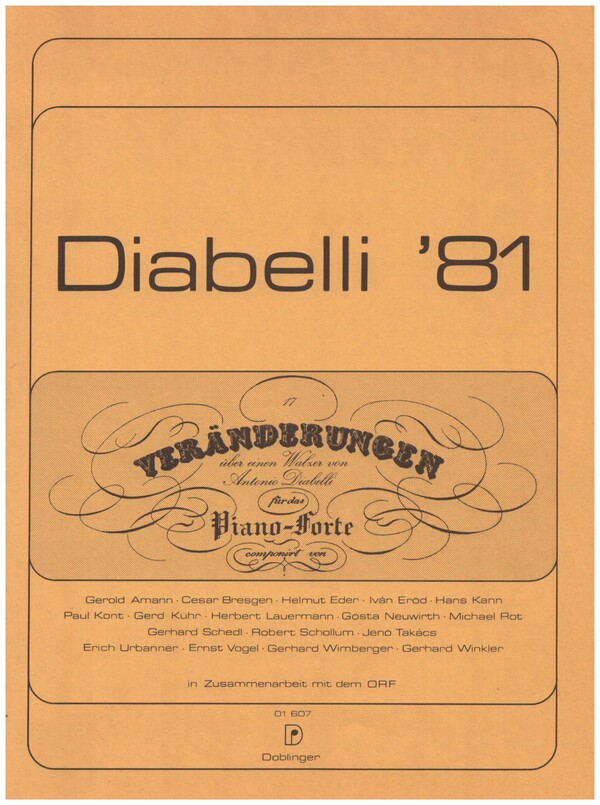 Diabelli '81
17
VERÄNDERUNGEN
über einen Walzer von
Antonio Diabelli
für das
Piano-Forte
componirt von
Gerold Amann · Cesar Bresgen · Helmut Eder · Iván Eröd · Hans Kann
Paul Kont · Gerd Kühr · Herbert Lauermann · Gösta Neuwirth · Michael Rot
Gerhard Schedl · Robert Schollum · Jenö Takács
Erich Urbanner · Ernst Vogel · Gerhard Wimberger · Gerhard Winkler
in Zusammenarbeit mit dem ORF
01 607
D
Doblinger